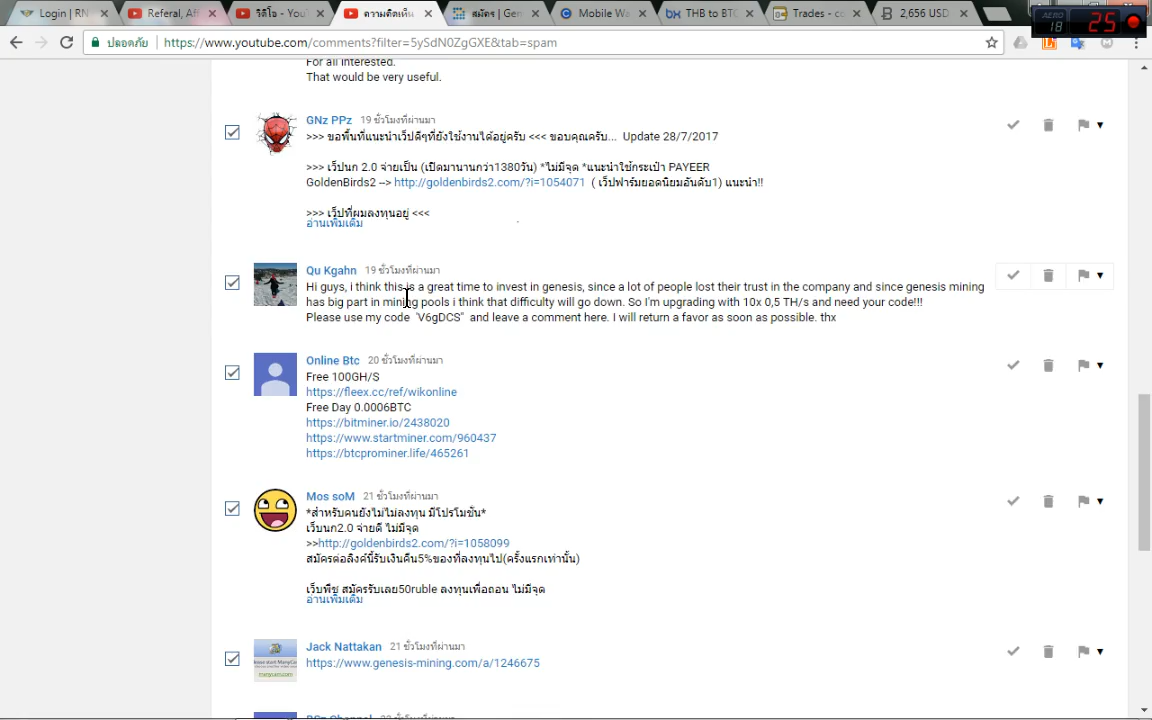 Login | RN
Referal, Af
วิดีโอ - You
ความคิดเห็น
สมัคร | Gen
Mobile Wa
THB to BTC
Trades - co
2,656 USD
AERO
18
25
ปลอดภัย
https://www.youtube.com/comments?filter=5ySdN0ZgGXE&tab=spam
For all interested.
That would be very useful.
GNz PPz 19 ชั่วโมงที่ผ่านมา
>>> ขอพื้นที่แนะนำเว็ปดีๆที่ยังใช้งานได้อยู่ครับ <<< ขอบคุณครับ... Update 28/7/2017
>>> เว็ปนก 2.0 จ่ายเป็น (เปิดมานานกว่า1380วัน) *ไม่มีจุด *แนะนำใช้กระเป๋า PAYEER
GoldenBirds2 --> http://goldenbirds2.com/?i=1054071 ( เว็ปฟาร์มยอดนิยมอันดับ1) แนะนำ!!
>>> เว็ปที่ผมลงทุนอยู่ <<<
อ่านเพิ่มเติม
Qu Kgahn 19 ชั่วโมงที่ผ่านมา
Hi guys, i think this is a great time to invest in genesis, since a lot of people lost their trust in the company and since genesis mining
has big part in mining pools i think that difficulty will go down. So I'm upgrading with 10x 0,5 TH/s and need your code!!!
Please use my code 'V6gDCS" and leave a comment here. I will return a favor as soon as possible. thx
Online Btc 20 ชั่วโมงที่ผ่านมา
Free 100GH/S
https://fleex.cc/ref/wikonline
Free Day 0.0006BTC
https://bitminer.io/2438020
https://www.startminer.com/960437
https://btcprominer.life/465261
Mos soM 21 ชั่วโมงที่ผ่านมา
*สำหรับคนยังไม่ไม่ลงทุน มีโปรโมชั่น*
เว็บนก2.0 จ่ายดี ไม่มีจุด
>>http://goldenbirds2.com/?i=1058099
สมัครต่อลิงค์นี้รับเงินคืน5%ของที่ลงทุนไป(ครั้งแรกเท่านั้น)
เว็บพืช สมัครรับเลย50ruble ลงทุนเพื่อถอน ไม่มีจุด
อ่านเพิ่มเติม
Jack Nattakan 21 ชั่วโมงที่ผ่านมา
https://www.genesis-mining.com/a/1246675